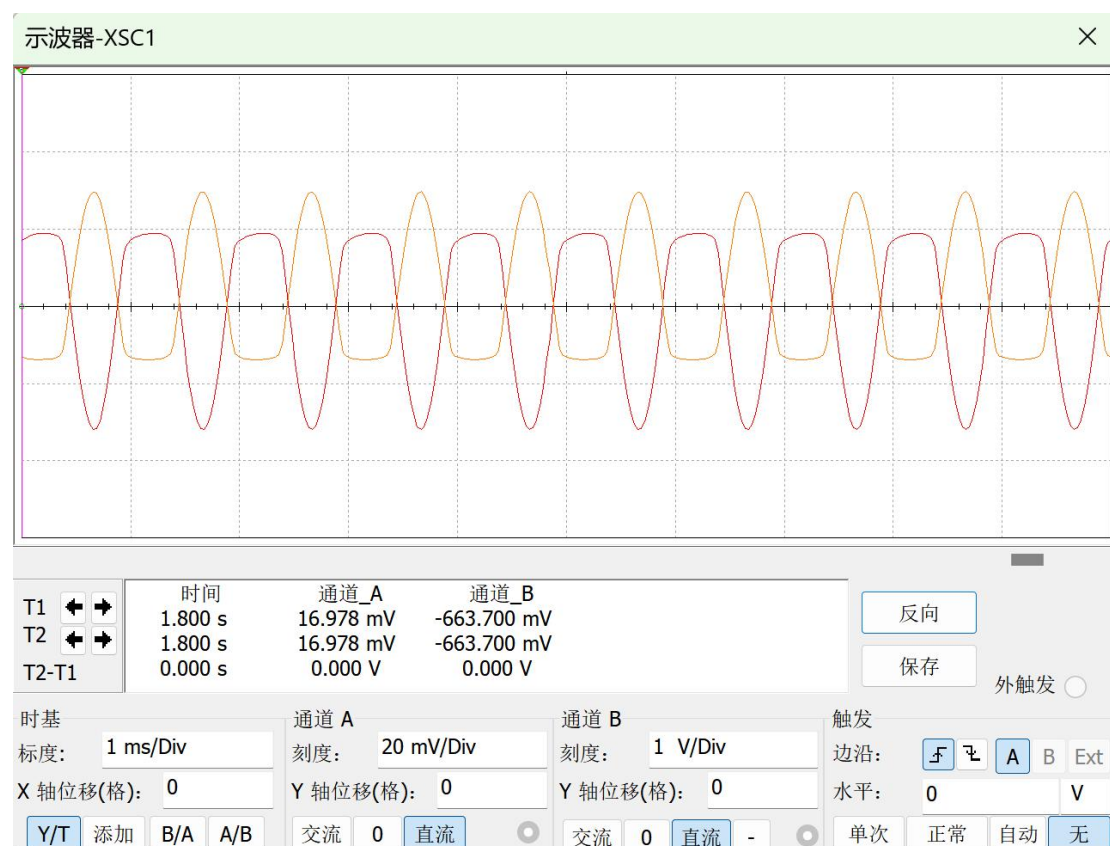 示波器-XSC1
时间 通道_A 通道_B
T1 1.800 s 16.978 mV -663.700 mV
T2 1.800 s 16.978 mV -663.700 mV
T2-T1 0.000 s 0.000 V 0.000 V
反向
保存
外触发
时基 通道 A 通道 B 触发
标度: 1 ms/Div 刻度: 20 mV/Div 刻度: 1 V/Div 边沿: A B Ext
X 轴位移(格): 0 Y 轴位移(格): 0 Y 轴位移(格): 0 水平: 0 V
Y/T 添加 B/A A/B 交流 0 直流 交流 0 直流 - 单次 正常 自动 无